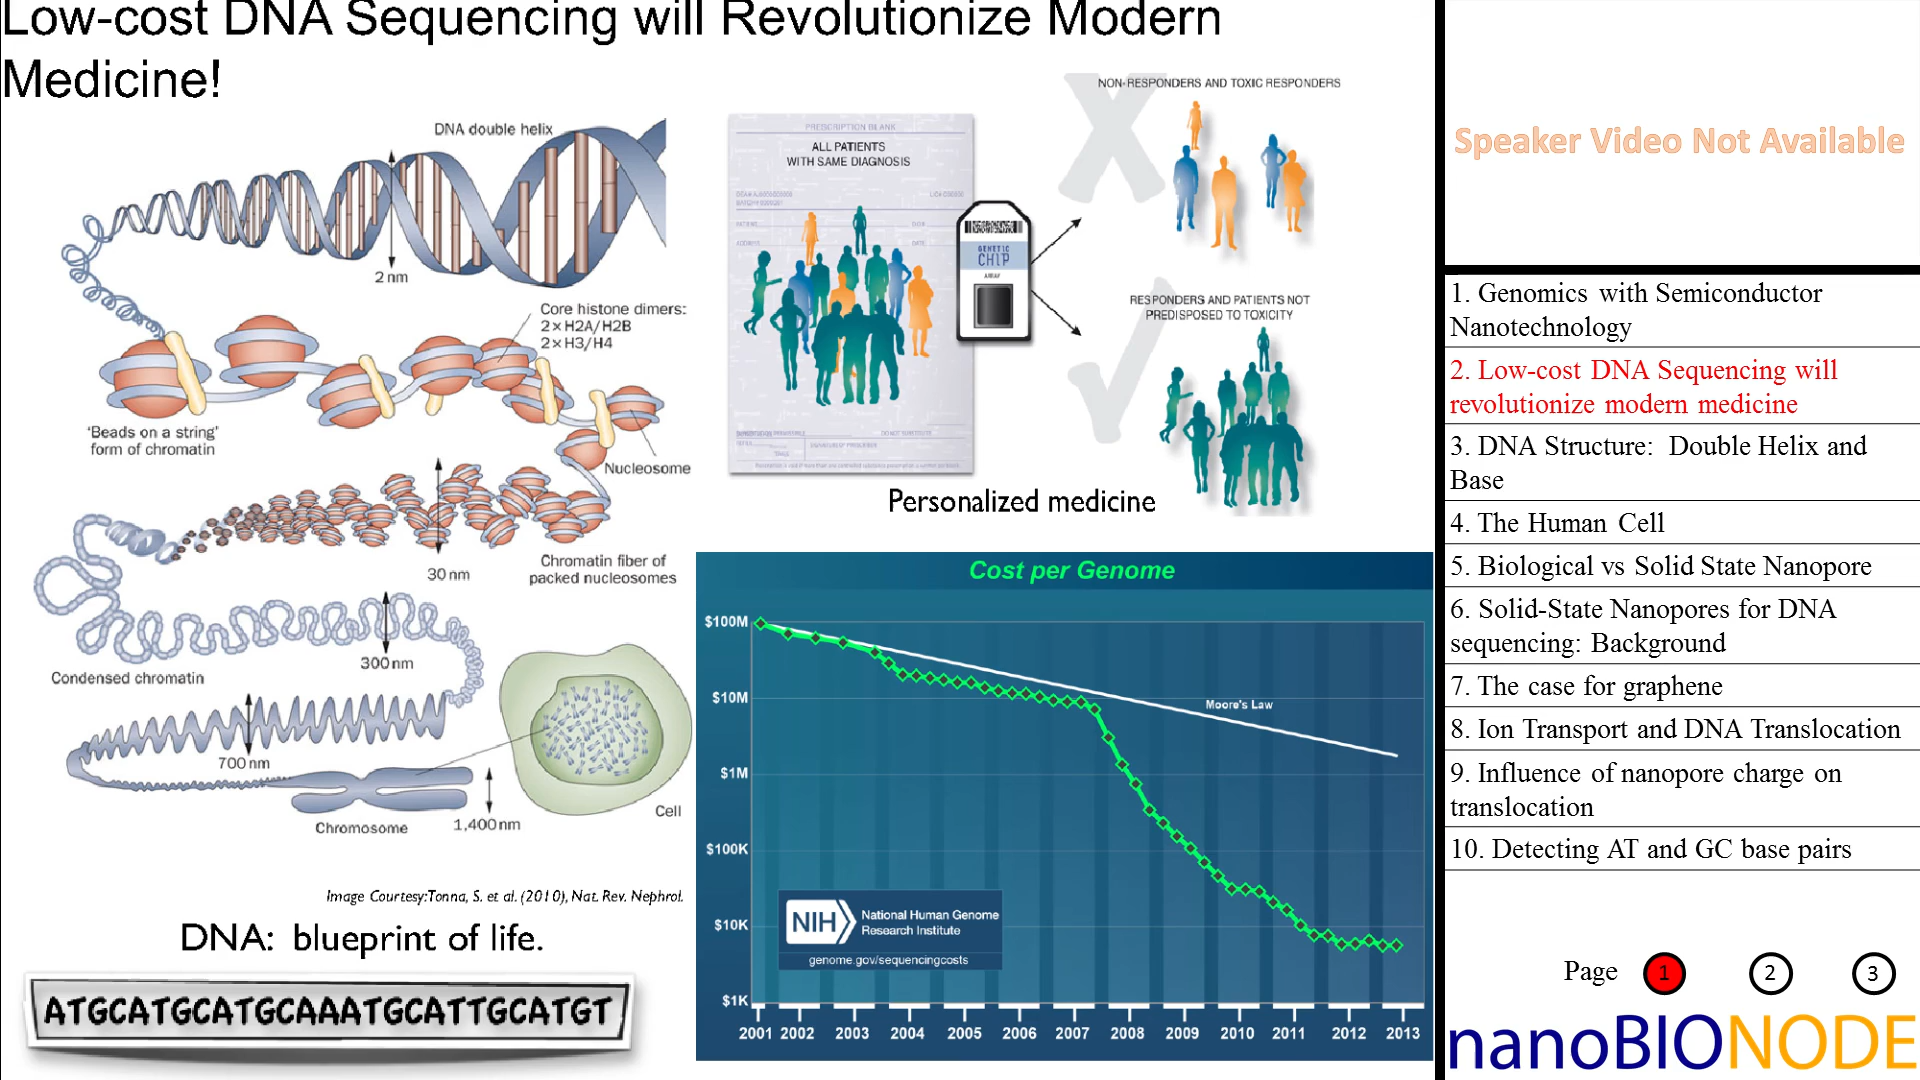 Low-cost DNA Sequencing will Revolutionize Modern
Medicine!
DNA double helix
2 nm
Core histone dimers:
2 × H2A/H2B
2 × H3/H4
'Beads on a string'
form of chromatin
Nucleosome
30 nm
Chromatin fiber of
packed nucleosomes
300 nm
Condensed chromatin
700 nm
Chromosome
1,400 nm
Cell
Image Courtesy:Tonna, S. et al. (2010), Nat. Rev. Nephrol.
DNA: blueprint of life.
ATGCATGCATGCAAATGCATTGCATGT
PRESCRIPTION BLANK
ALL PATIENTS
WITH SAME DIAGNOSIS
GENETIC
CHIP
ARRAY
NON-RESPONDERS AND TOXIC RESPONDERS
RESPONDERS AND PATIENTS NOT
PREDISPOSED TO TOXICITY
Personalized medicine
Cost per Genome
$100M
$10M
$1M
$100K
$10K
$1K
Moore's Law
NIH
National Human Genome
Research Institute
genome.gov/sequencingcosts
2001 2002 2003 2004 2005 2006 2007 2008 2009 2010 2011 2012 2013
Speaker Video Not Available
1. Genomics with Semiconductor
Nanotechnology
2. Low-cost DNA Sequencing will
revolutionize modern medicine
3. DNA Structure: Double Helix and
Base
4. The Human Cell
5. Biological vs Solid State Nanopore
6. Solid-State Nanopores for DNA
sequencing: Background
7. The case for graphene
8. Ion Transport and DNA Translocation
9. Influence of nanopore charge on
translocation
10. Detecting AT and GC base pairs
Page 1 2 3
nanoBIONODE